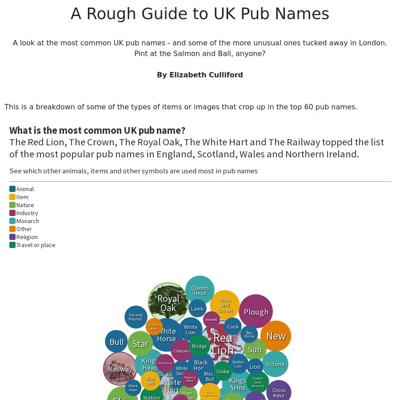 A Rough Guide to UK Pub Names
A look at the most common UK pub names - and some of the more unusual ones tucked away in London.
Pint at the Salmon and Ball, anyone?
By Elizabeth Culliford
This is a breakdown of some of the types of items or images that crop up in the top 60 pub names.
What is the most common UK pub name?
The Red Lion, The Crown, The Royal Oak, The White Hart and The Railway topped the list
of the most popular pub names in England, Scotland, Wales and Northern Ireland.
See which other animals, items and other symbols are used most in pub names
Animal
Item
Nature
Industry
Monarch
Other
Religion
Travel or place
Queens
Head
Royal
Oak
Lamb
Rose
and
Crown
Plough
White
Horse
White
Lion
Cock
New
Bull
Star
Bridge
Red
Lion
Sun
Railway
Kings
Head
Black
Horse
Globe
Victoria
White
Hart
Bull
Kings
Arms
Cross
Keys
Station